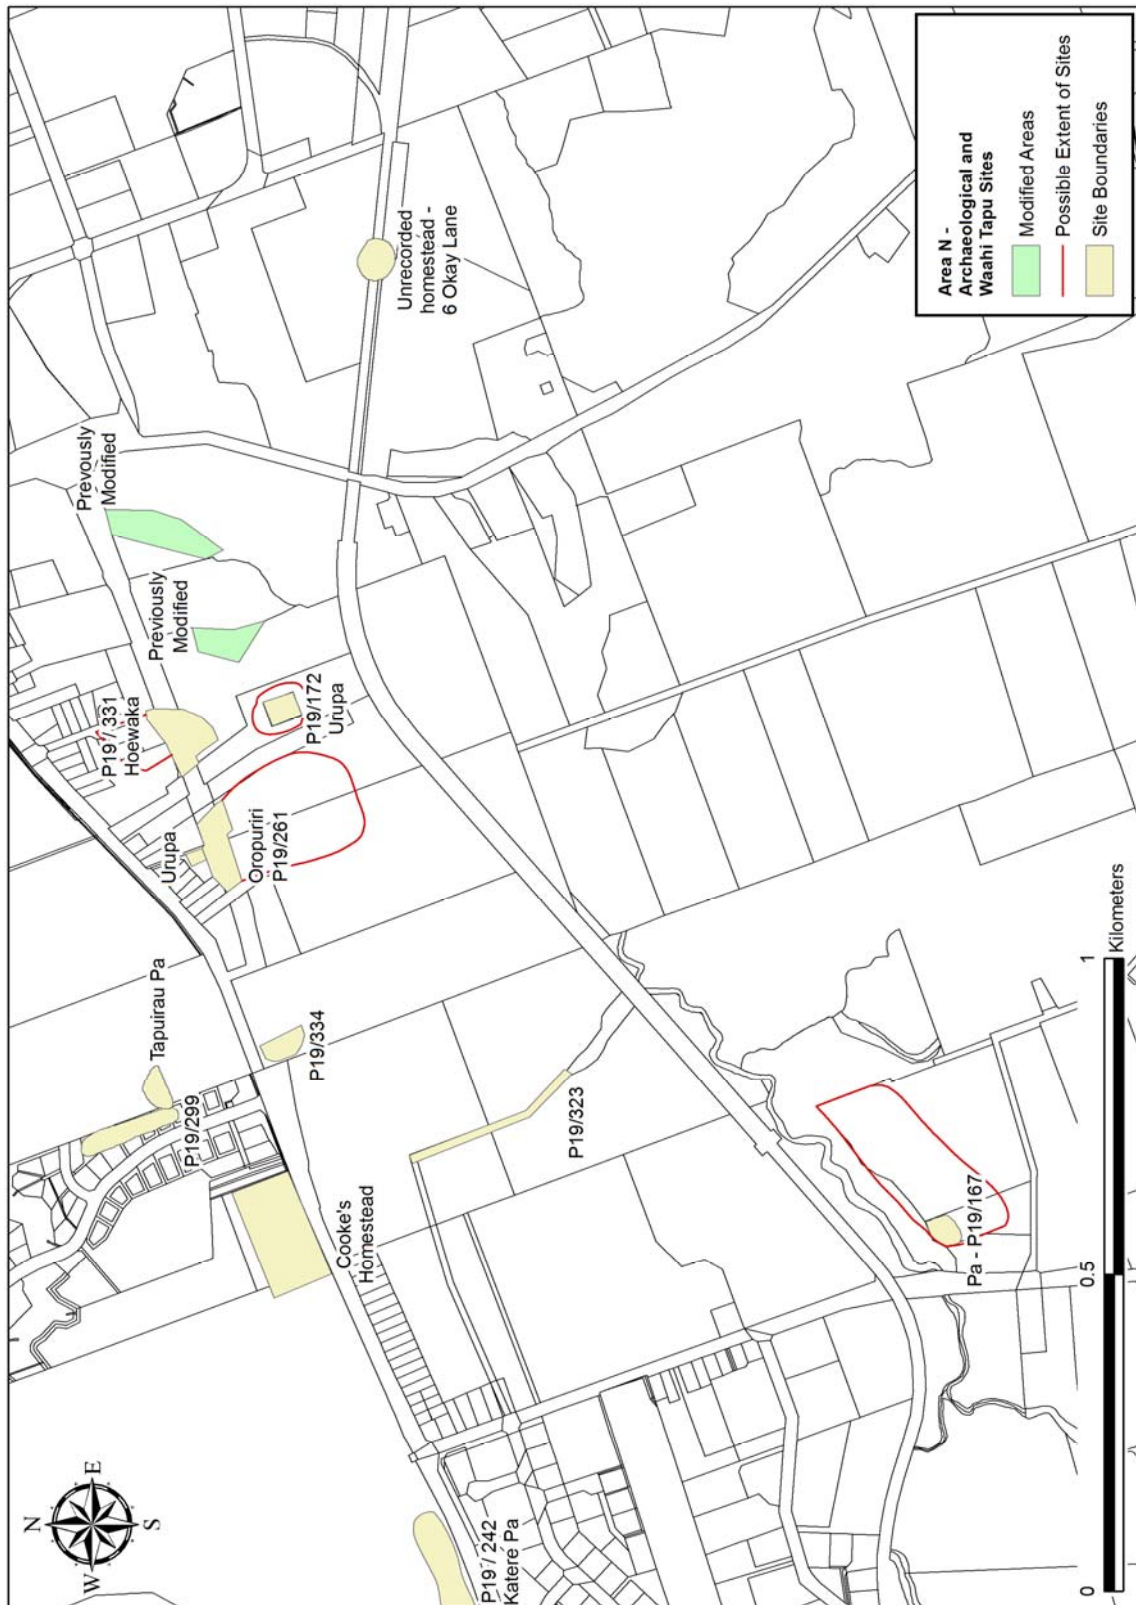 N
W
E
S
P19 / 242
Katere Pa
Cooke's
Homestead
P19/299
Tapuirau Pa
P19/334
P19/323
Pa - P19/167
Urupa
Oropuriri
P19/261
P19 / 331
Hoewaka
P19/172
Urupa
Previously
Modified
Prevously
Modified
Unrecorded
homestead -
6 Okay Lane
0
0.5
1
Kilometers
Area N -
Archaeological and
Waahi Tapu Sites
Modified Areas
Possible Extent of Sites
Site Boundaries